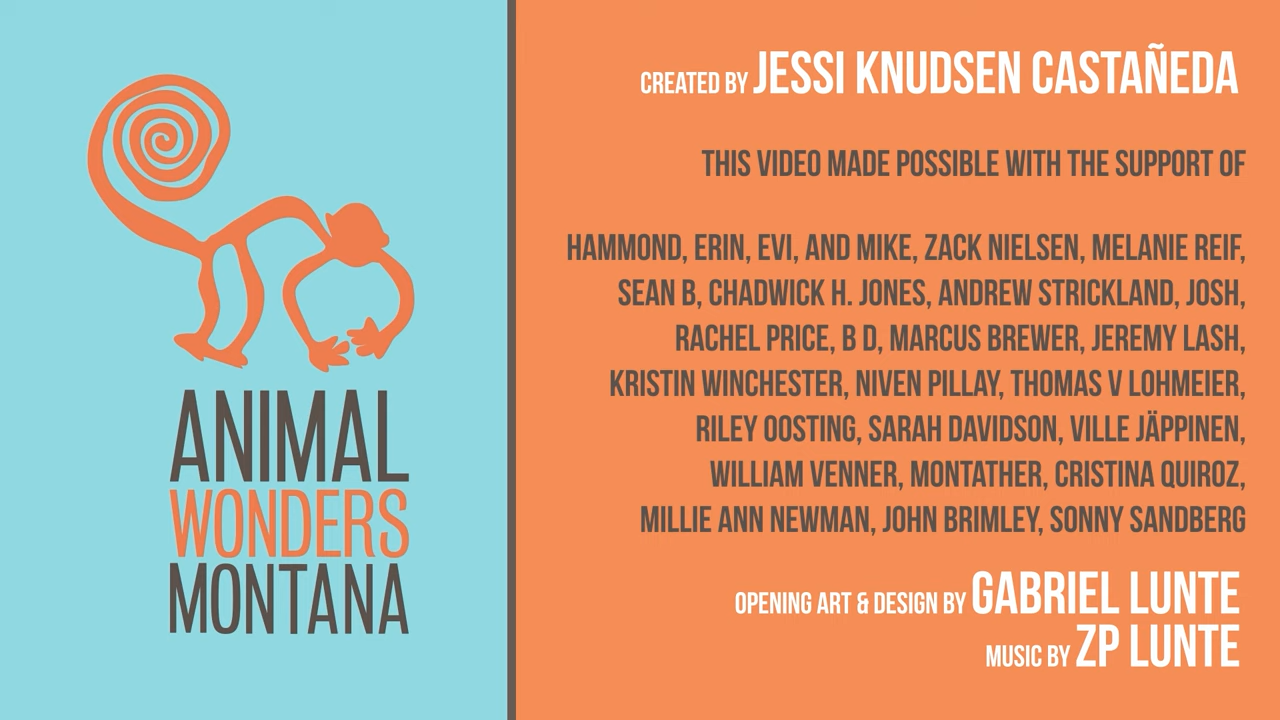 ANIMAL
WONDERS
MONTANA
CREATED BY JESSI KNUDSEN CASTAÑEDA
THIS VIDEO MADE POSSIBLE WITH THE SUPPORT OF
HAMMOND, ERIN, EVI, AND MIKE, ZACK NIELSEN, MELANIE REIF,
SEAN B, CHADWICK H. JONES, ANDREW STRICKLAND, JOSH,
RACHEL PRICE, B D, MARCUS BREWER, JEREMY LASH,
KRISTIN WINCHESTER, NIVEN PILLAY, THOMAS V LOHMEIER,
RILEY OOSTING, SARAH DAVIDSON, VILLE JÄPPINEN,
WILLIAM VENNER, MONTATHER, CRISTINA QUIROZ,
MILLIE ANN NEWMAN, JOHN BRIMLEY, SONNY SANDBERG
OPENING ART & DESIGN BY GABRIEL LUNTE
MUSIC BY ZP LUNTE